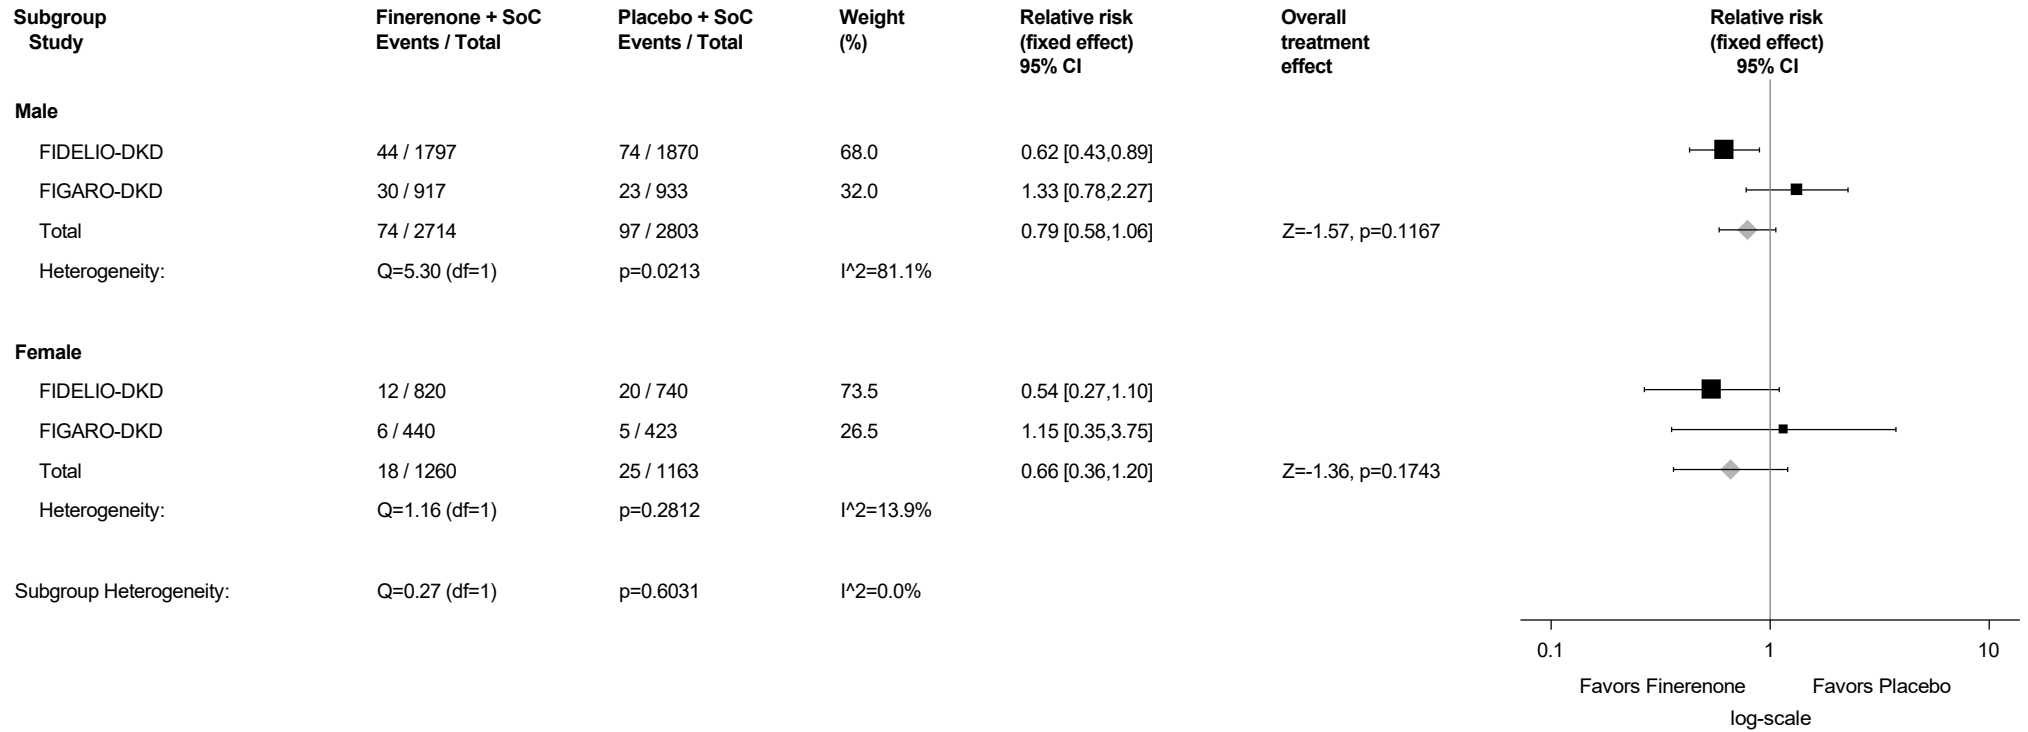 Subgroup Finerenone + SoC Placebo + SoC Weight Relative risk Overall Relative risk
Study Events / Total Events / Total (%) (fixed effect) treatment (fixed effect)
95% CI effect 95% CI
Male
FIDELIO-DKD 44 / 1797 74 / 1870 68.0 0.62 [0.43,0.89]
FIGARO-DKD 30 / 917 23 / 933 32.0 1.33 [0.78,2.27]
Total 74 / 2714 97 / 2803 0.79 [0.58,1.06] Z=-1.57, p=0.1167
Heterogeneity: Q=5.30 (df=1) p=0.0213 I^2=81.1%
Female
FIDELIO-DKD 12 / 820 20 / 740 73.5 0.54 [0.27,1.10]
FIGARO-DKD 6 / 440 5 / 423 26.5 1.15 [0.35,3.75]
Total 18 / 1260 25 / 1163 0.66 [0.36,1.20] Z=-1.36, p=0.1743
Heterogeneity: Q=1.16 (df=1) p=0.2812 I^2=13.9%
Subgroup Heterogeneity: Q=0.27 (df=1) p=0.6031 I^2=0.0%
0.1 1 10
Favors Finerenone Favors Placebo
log-scale